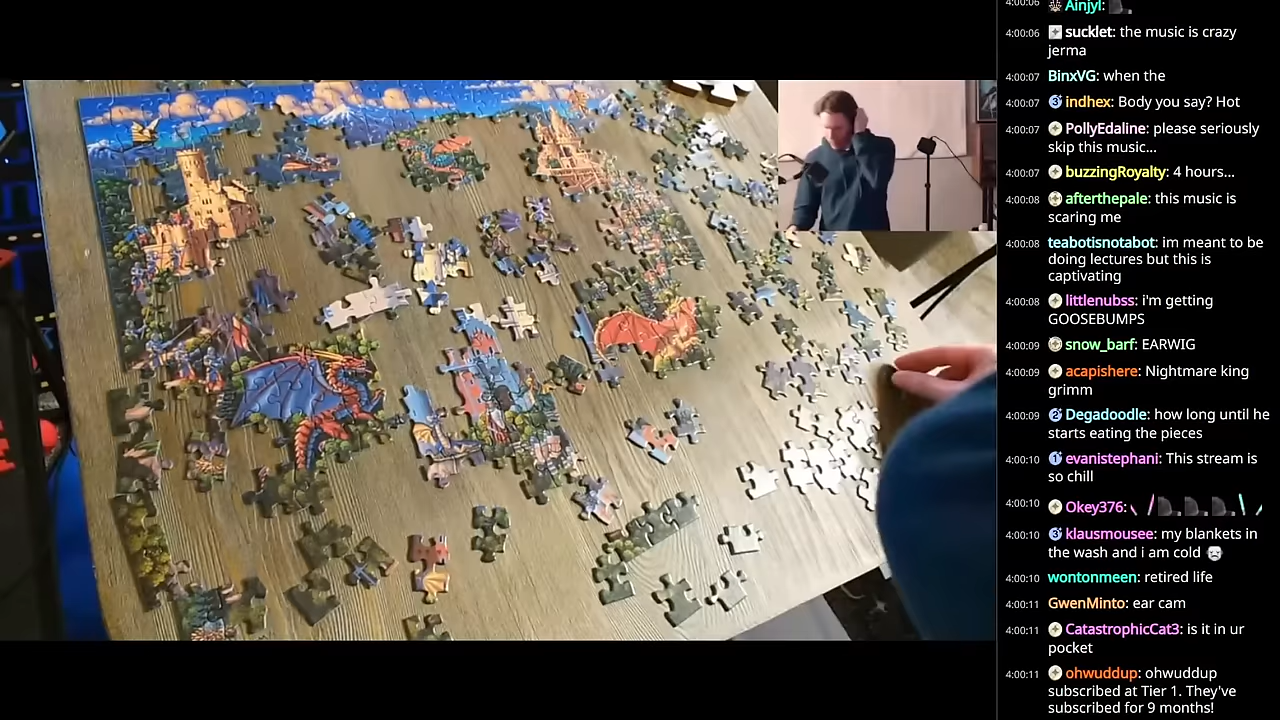 4:00:06 Ainjyl:
4:00:06 sucklet: the music is crazy
jerma
4:00:07 BinxVG: when the
4:00:07 indhex: Body you say? Hot
4:00:07 PollyEdaline: please seriously
skip this music...
4:00:07 buzzingRoyalty: 4 hours...
4:00:08 afterthepale: this music is
scaring me
4:00:08 teabotisnotabot: im meant to be
doing lectures but this is
captivating
4:00:08 littlenubss: i'm getting
GOOSEBUMPS
4:00:09 snow_barf: EARWIG
4:00:09 acapishere: Nightmare king
grimm
4:00:09 2 Degadoodle: how long until he
starts eating the pieces
4:00:10 1 evanistephani: This stream is
so chill
4:00:10 Okey376:
4:00:10 3 klausmousee: my blankets in
the wash and i am cold
4:00:10 wontonmeen: retired life
4:00:11 GwenMinto: ear cam
4:00:11 CatastrophicCat3: is it in ur
pocket
4:00:11 ohwuddup: ohwuddup
subscribed at Tier 1. They've
subscribed for 9 months!